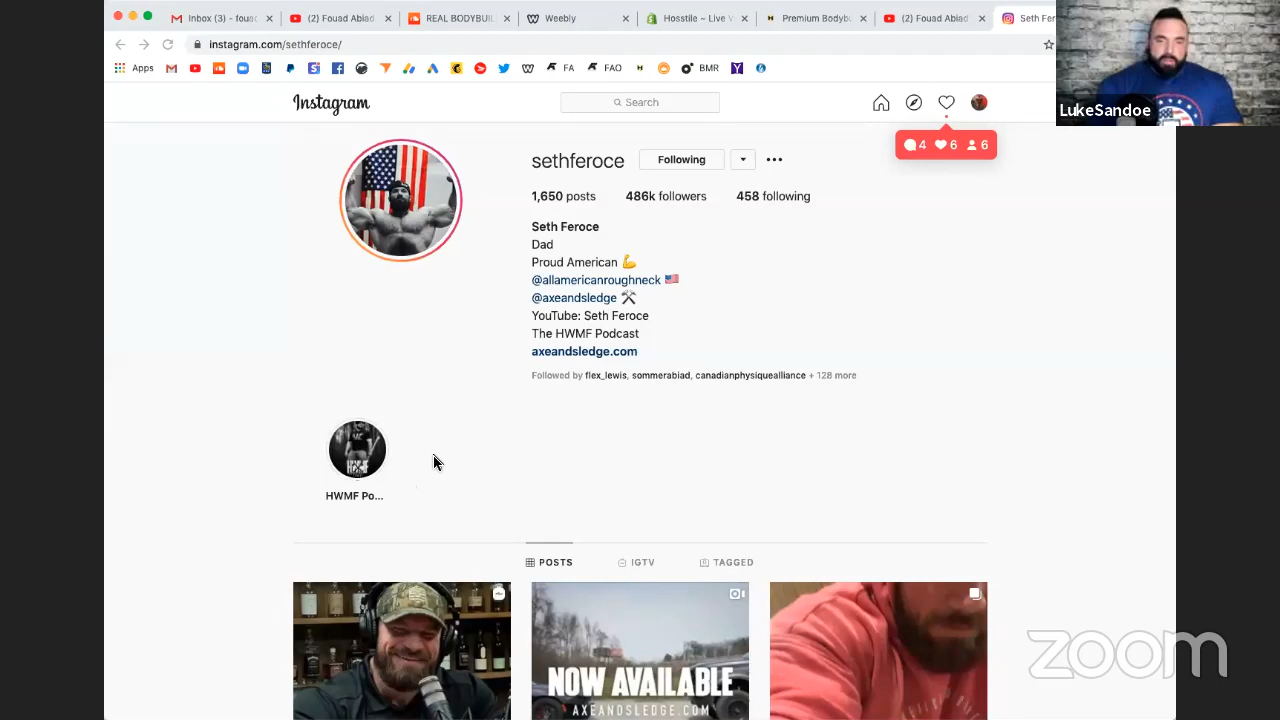 Inbox (3) - fouad
(2) Fouad Abiad
REAL BODYBUIL
Weebly
Hosstile ~ Live V
Premium Bodybu
(2) Fouad Abiad
Seth Fer
instagram.com/sethferoce/
Apps
FA
FAO
BMR
LukeSandoe
Instagram
Search
4 6 6
sethferoce
Following
1,650 posts 486k followers 458 following
Seth Feroce
Dad
Proud American 💪
@allamericanroughneck 🇺🇸
@axeandsledge ⚒
YouTube: Seth Feroce
The HWMF Podcast
axeandsledge.com
Followed by flex_lewis, sommerabiad, canadianphysiquealliance + 128 more
HWMF Po...
POSTS
IGTV
TAGGED
NOW AVAILABLE
AXEANDSLEDGE.COM
zoom